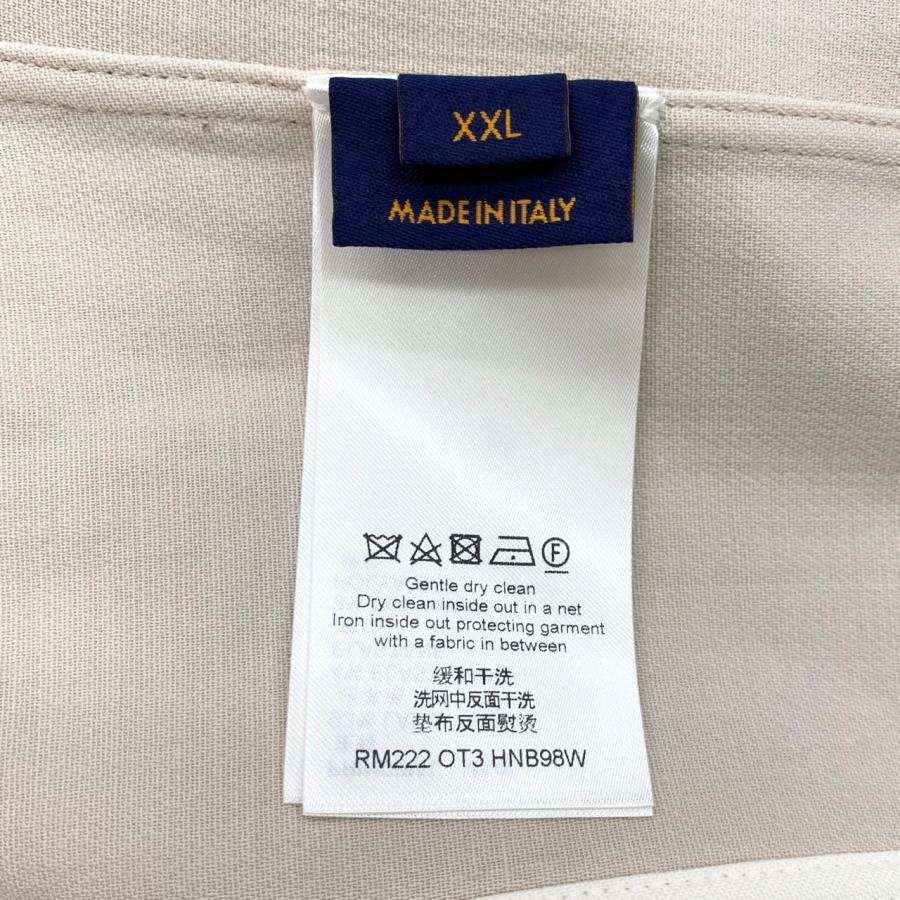 XXL
MADE IN ITALY
F
Gentle dry clean
Dry clean inside out in a net
Iron inside out protecting garment
with a fabric in between
缓和干洗
洗网中反面干洗
垫布反面熨烫
RM222 OT3 HNB98W